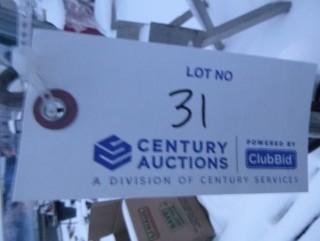 LOT NO
31
CENTURY AUCTIONS
POWERED BY
ClubBid
A DIVISION OF CENTURY SERVICES